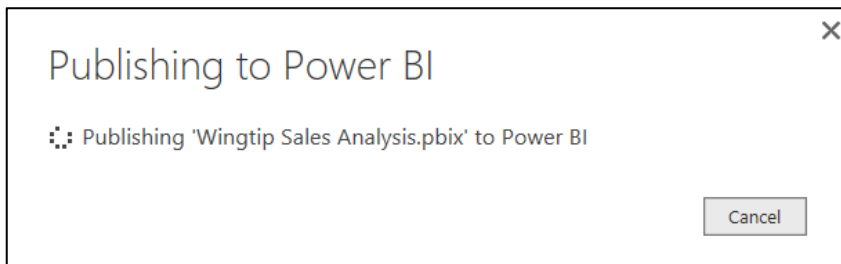 Publishing to Power BI
Publishing 'Wingtip Sales Analysis.pbix' to Power BI
Cancel